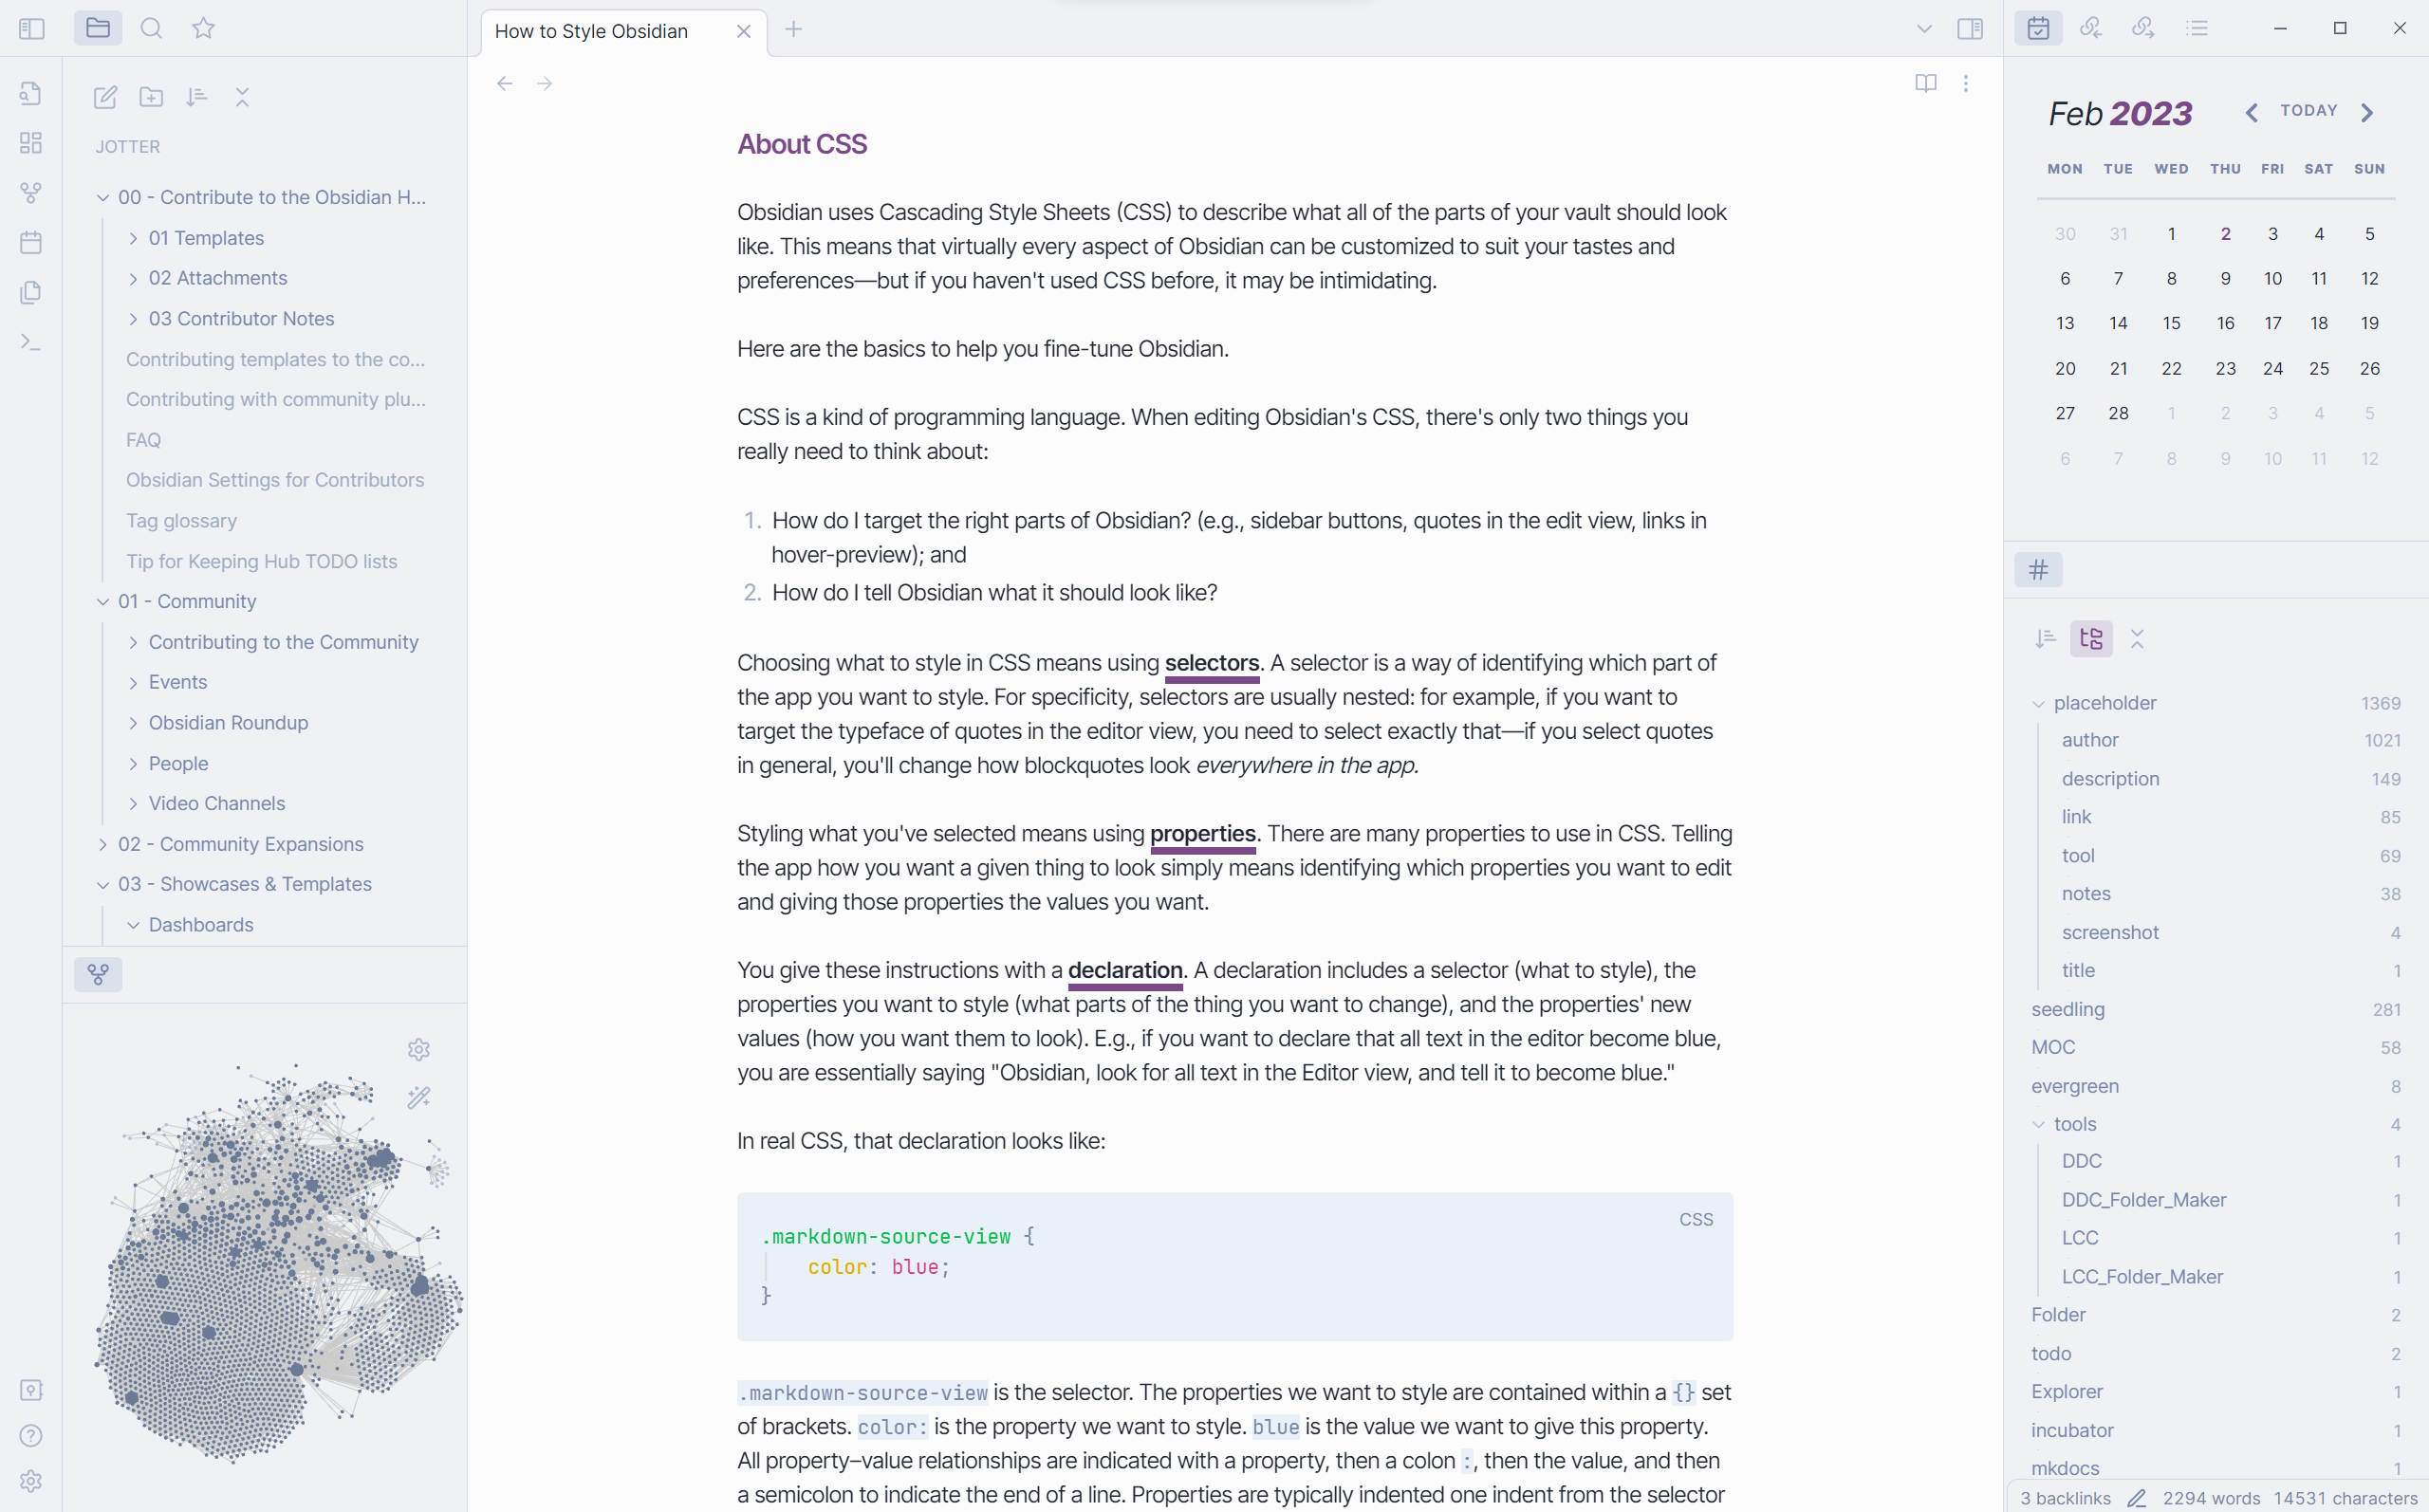 How to Style Obsidian
JOTTER
00 - Contribute to the Obsidian H...
01 Templates
02 Attachments
03 Contributor Notes
Contributing templates to the co...
Contributing with community plu...
FAQ
Obsidian Settings for Contributors
Tag glossary
Tip for Keeping Hub TODO lists
01 - Community
Contributing to the Community
Events
Obsidian Roundup
People
Video Channels
02 - Community Expansions
03 - Showcases & Templates
Dashboards
About CSS
Obsidian uses Cascading Style Sheets (CSS) to describe what all of the parts of your vault should look
like. This means that virtually every aspect of Obsidian can be customized to suit your tastes and
preferences—but if you haven't used CSS before, it may be intimidating.
Here are the basics to help you fine-tune Obsidian.
CSS is a kind of programming language. When editing Obsidian's CSS, there's only two things you
really need to think about:
1. How do I target the right parts of Obsidian? (e.g., sidebar buttons, quotes in the edit view, links in
hover-preview); and
2. How do I tell Obsidian what it should look like?
Choosing what to style in CSS means using selectors. A selector is a way of identifying which part of
the app you want to style. For specificity, selectors are usually nested: for example, if you want to
target the typeface of quotes in the editor view, you need to select exactly that—if you select quotes
in general, you'll change how blockquotes look everywhere in the app.
Styling what you've selected means using properties. There are many properties to use in CSS. Telling
the app how you want a given thing to look simply means identifying which properties you want to edit
and giving those properties the values you want.
You give these instructions with a declaration. A declaration includes a selector (what to style), the
properties you want to style (what parts of the thing you want to change), and the properties' new
values (how you want them to look). E.g., if you want to declare that all text in the editor become blue,
you are essentially saying "Obsidian, look for all text in the Editor view, and tell it to become blue."
In real CSS, that declaration looks like:
CSS
.markdown-source-view {
color: blue;
}
.markdown-source-view is the selector. The properties we want to style are contained within a {} set
of brackets. color: is the property we want to style. blue is the value we want to give this property.
All property–value relationships are indicated with a property, then a colon :, then the value, and then
a semicolon to indicate the end of a line. Properties are typically indented one indent from the selector
Feb 2023
TODAY
MON TUE WED THU FRI SAT SUN
30 31 1 2 3 4 5
6 7 8 9 10 11 12
13 14 15 16 17 18 19
20 21 22 23 24 25 26
27 28 1 2 3 4 5
6 7 8 9 10 11 12
placeholder 1369
author 1021
description 149
link 85
tool 69
notes 38
screenshot 4
title 1
seedling 281
MOC 58
evergreen 8
tools 4
DDC 1
DDC_Folder_Maker 1
LCC 1
LCC_Folder_Maker 1
Folder 2
todo 2
Explorer 1
incubator 1
mkdocs 1
3 backlinks 2294 words 14531 characters